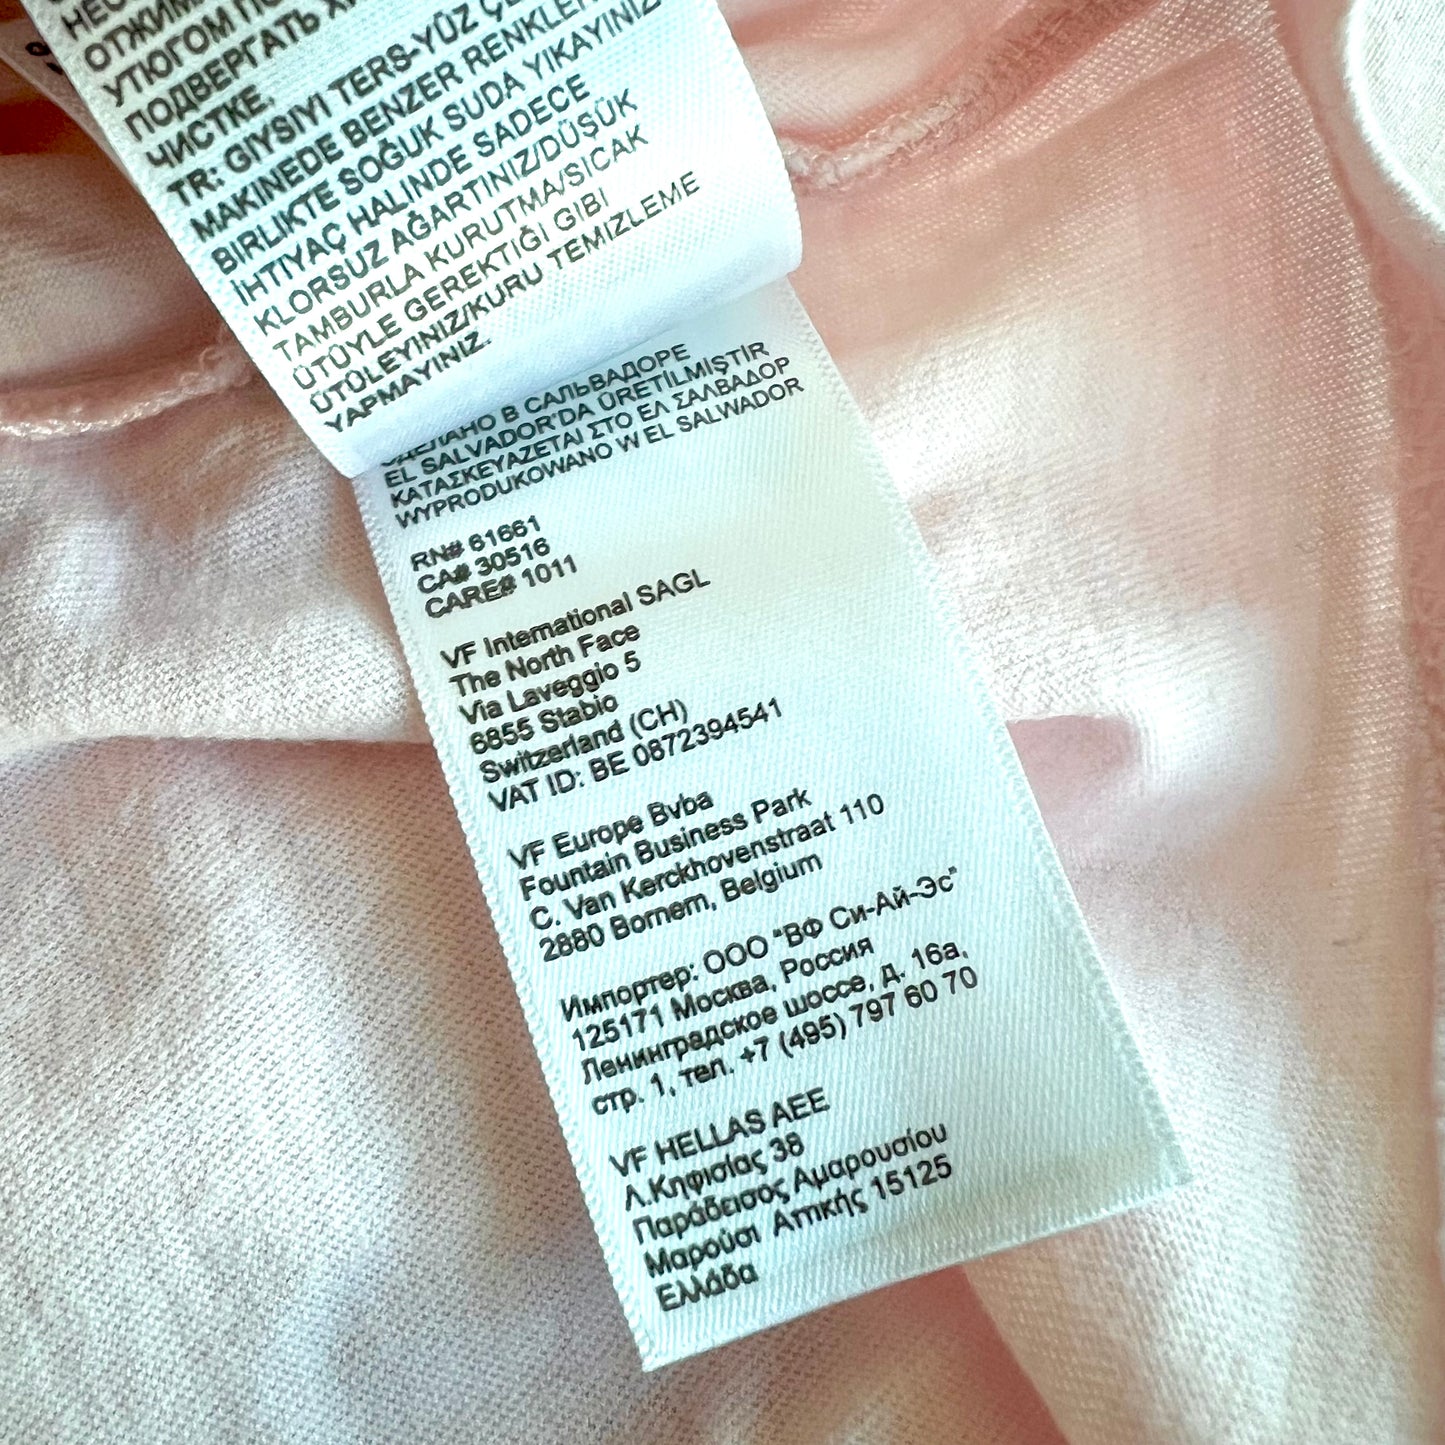 ОТЖИМ
УТЮГОМ
ПОДВЕРГАТЬ
ЧИСТКЕ.
TR: GIYSIYI TERS-YÜZ
MAKINEDE BENZER
BIRLIKTE SOĞUK SUDA YIKAYINIZ
İHTIYAÇ HALINDE SADECE
KLORSUZ AĞARTINIZ/DÜŞÜK
TAMBURLA KURUTMA/SICAK
ÜTÜYLE GEREKTIĞI GIBI
ÜTÜLEYINIZ/KURU TEMIZLEME
YAPMAYINIZ.
СДЕЛАНО В САЛЬВАДОРЕ
EL SALVADOR'DA ÜRETILMIŞTIR
ΚΑΤΑΣΚΕΥΑΖΕΤΑΙ ΣΤΟ ΕΛ ΣΑΛΒΑΔΟΡ
WYPRODUKOWANO W EL SALWADOR
RN# 61661
CA# 30516
CARE# 1011
VF International SAGL
The North Face
Via Laveggio 5
6855 Stabio
Switzerland (CH)
VAT ID: BE 0872394541
VF Europe Bvba
Fountain Business Park
C. Van Kerckhovenstraat 110
2880 Bornem, Belgium
Импортер: ООО "ВФ Си-Ай-Эс"
125171 Москва, Россия
Ленинградское шоссе, д. 16а,
стр. 1, тел. +7 (495) 797 60 70
VF HELLAS AEE
Λ.Κηφισίας 38
Παράδεισος Αμαρουσίου
Μαρούσι Αττικής 15125
Ελλάδα